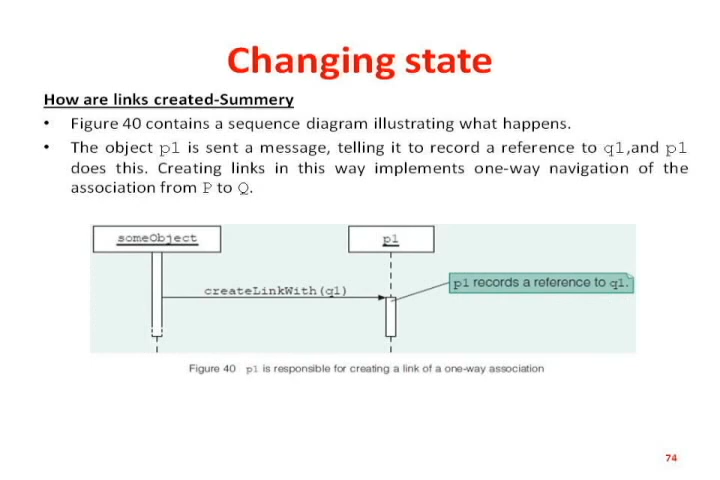 Changing state
How are links created-Summery
• Figure 40 contains a sequence diagram illustrating what happens.
• The object p1 is sent a message, telling it to record a reference to q1,and p1
does this. Creating links in this way implements one-way navigation of the
association from P to Q.
someObject
p1
createLinkWith(q1)
p1 records a reference to q1.
Figure 40 p1 is responsible for creating a link of a one-way association
74